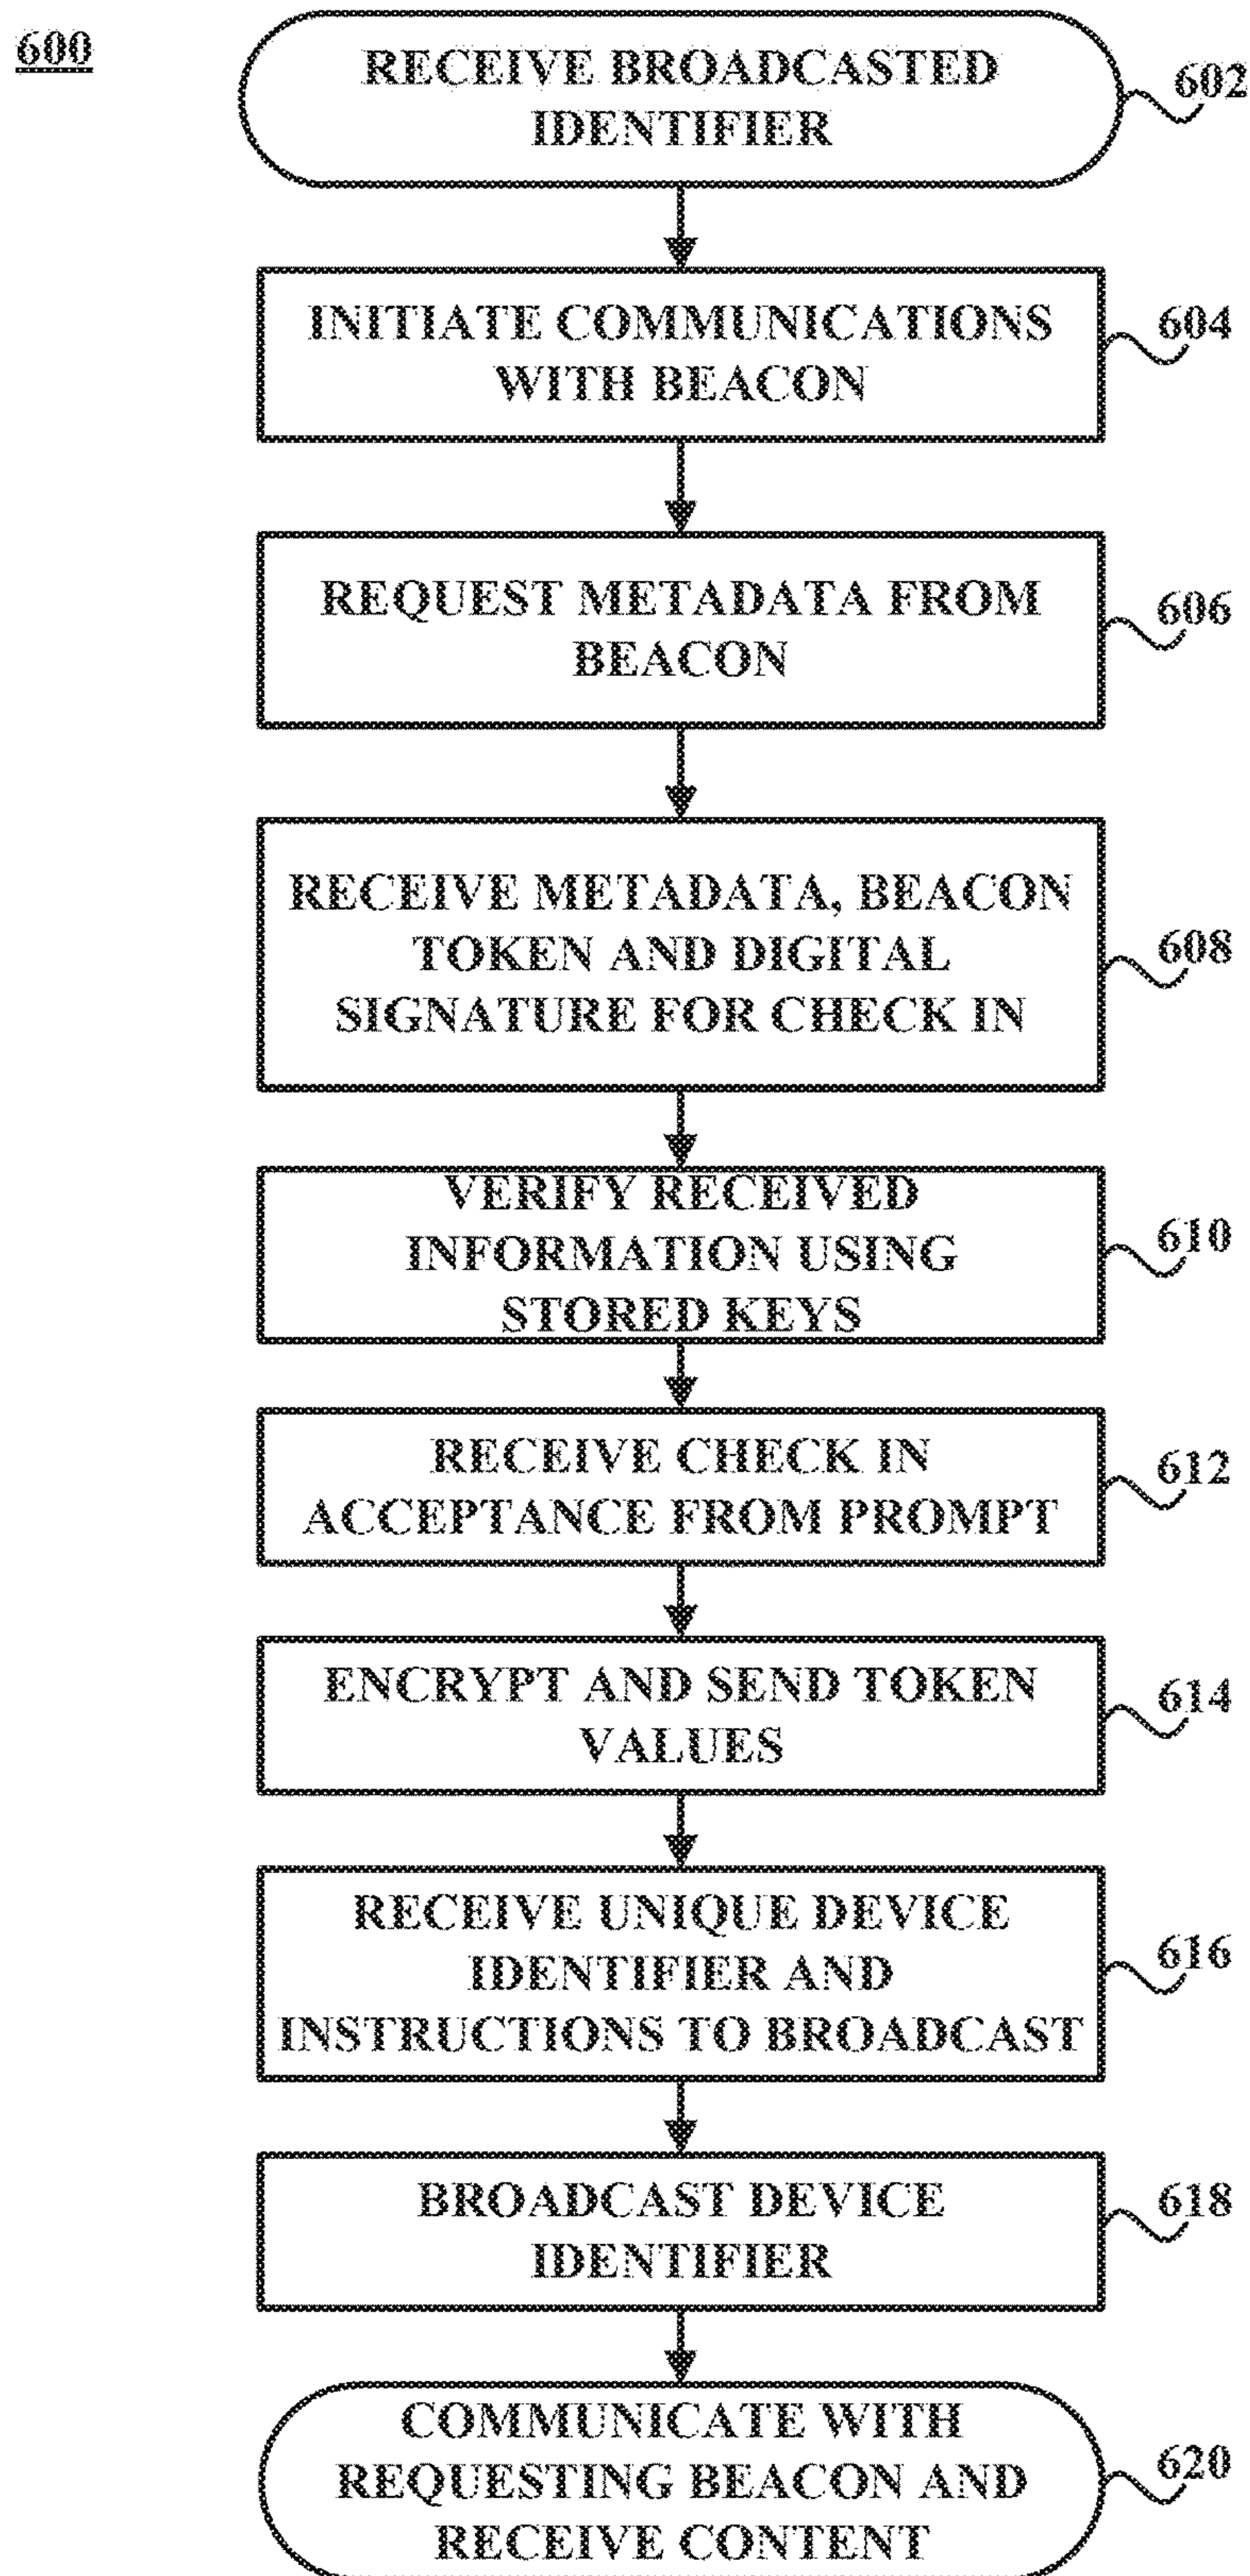 600
RECEIVE BROADCASTED
IDENTIFIER
602
INITIATE COMMUNICATIONS
WITH BEACON
604
REQUEST METADATA FROM
BEACON
606
RECEIVE METADATA, BEACON
TOKEN AND DIGITAL
SIGNATURE FOR CHECK IN
608
VERIFY RECEIVED
INFORMATION USING
STORED KEYS
610
RECEIVE CHECK IN
ACCEPTANCE FROM PROMPT
612
ENCRYPT AND SEND TOKEN
VALUES
614
RECEIVE UNIQUE DEVICE
IDENTIFIER AND
INSTRUCTIONS TO BROADCAST
616
BROADCAST DEVICE
IDENTIFIER
618
COMMUNICATE WITH
REQUESTING BEACON AND
RECEIVE CONTENT
620